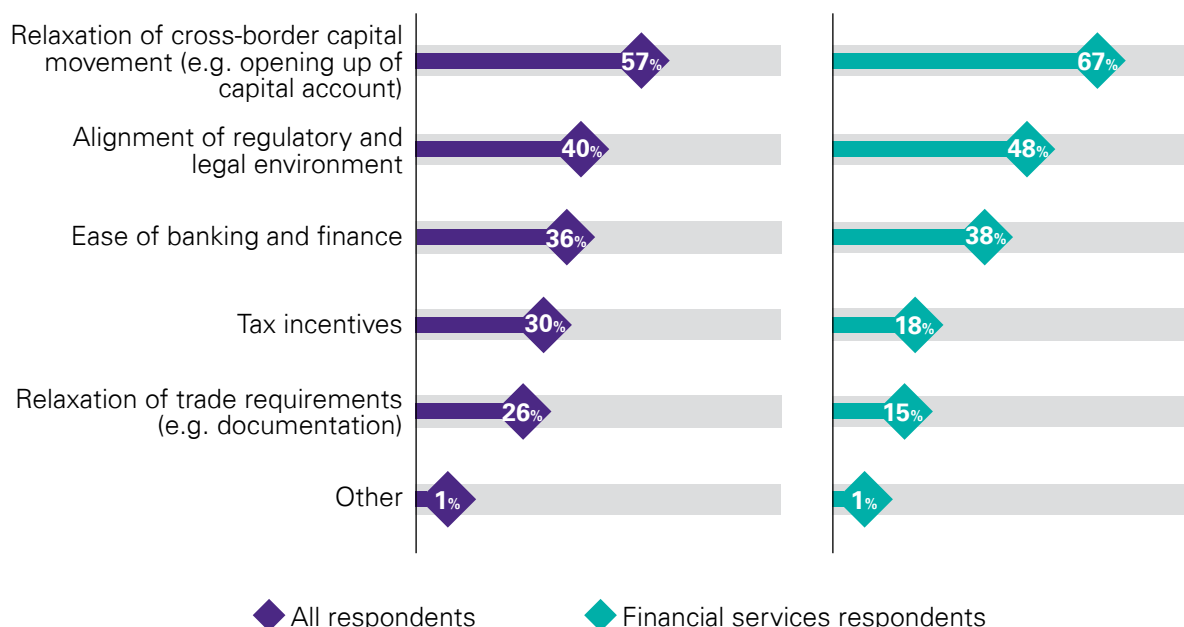 Relaxation of cross-border capital
movement (e.g. opening up of
capital account)
57%
67%
Alignment of regulatory and
legal environment
40%
48%
Ease of banking and finance
36%
38%
Tax incentives
30%
18%
Relaxation of trade requirements
(e.g. documentation)
26%
15%
Other
1%
1%
All respondents
Financial services respondents